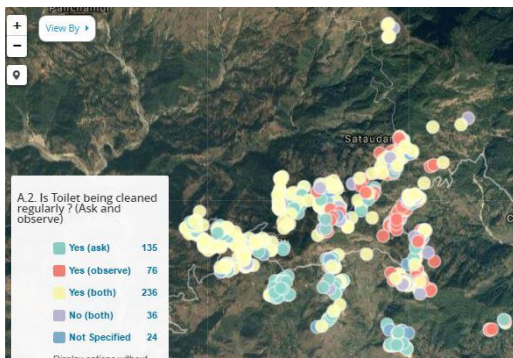 +
View By
−
Sataudar
A.2. Is Toilet being cleaned
regularly ? (Ask and
observe)
Yes (ask) 135
Yes (observe) 76
Yes (both) 236
No (both) 36
Not Specified 24